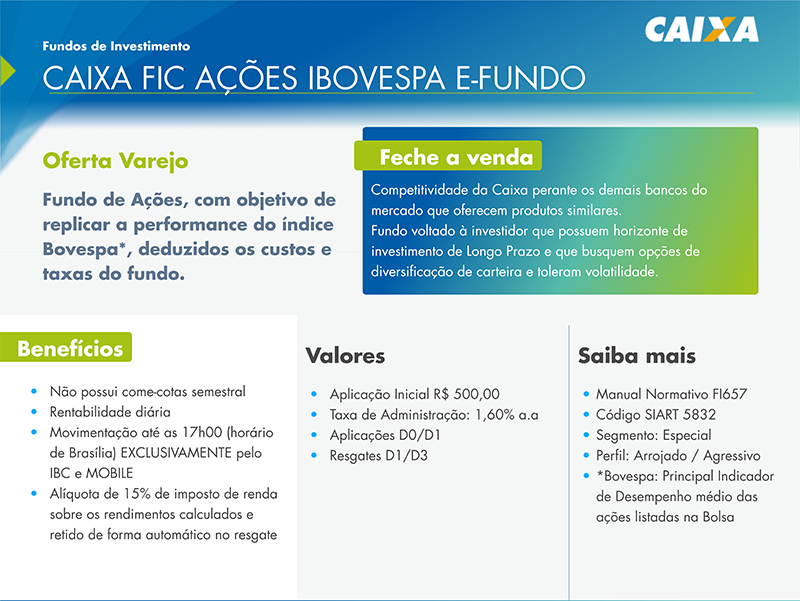 Fundos de Investimento
CAIXA
CAIXA FIC AÇÕES IBOVESPA E-FUNDO
Oferta Varejo
Fundo de Ações, com objetivo de
replicar a performance do índice
Bovespa*, deduzidos os custos e
taxas do fundo.
Feche a venda
Competitividade da Caixa perante os demais bancos do
mercado que oferecem produtos similares.
Fundo voltado à investidor que possuem horizonte de
investimento de Longo Prazo e que busquem opções de
diversificação de carteira e toleram volatilidade.
Benefícios
• Não possui come-cotas semestral
• Rentabilidade diária
• Movimentação até as 17h00 (horário
de Brasília) EXCLUSIVAMENTE pelo
IBC e MOBILE
• Alíquota de 15% de imposto de renda
sobre os rendimentos calculados e
retido de forma automático no resgate
Valores
• Aplicação Inicial R$ 500,00
• Taxa de Administração: 1,60% a.a
• Aplicações D0/D1
• Resgates D1/D3
Saiba mais
• Manual Normativo FI657
• Código SIART 5832
• Segmento: Especial
• Perfil: Arrojado / Agressivo
• *Bovespa: Principal Indicador
de Desempenho médio das
ações listadas na Bolsa